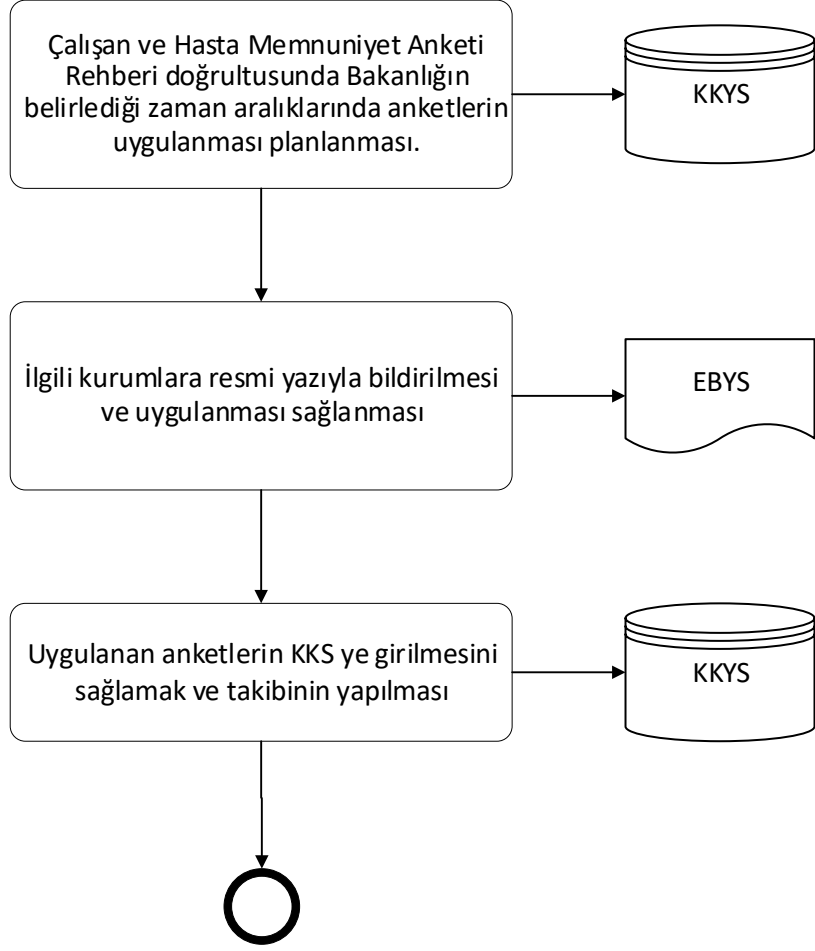 Çalışan ve Hasta Memnuniyet Anketi
Rehberi doğrultusunda Bakanlığın
belirlediği zaman aralıklarında anketlerin
uygulanması planlanması.
KKYS
İlgili kurumlara resmi yazıyla bildirilmesi
ve uygulanması sağlanması
EBYS
Uygulanan anketlerin KKS ye girilmesini
sağlamak ve takibinin yapılması
KKYS